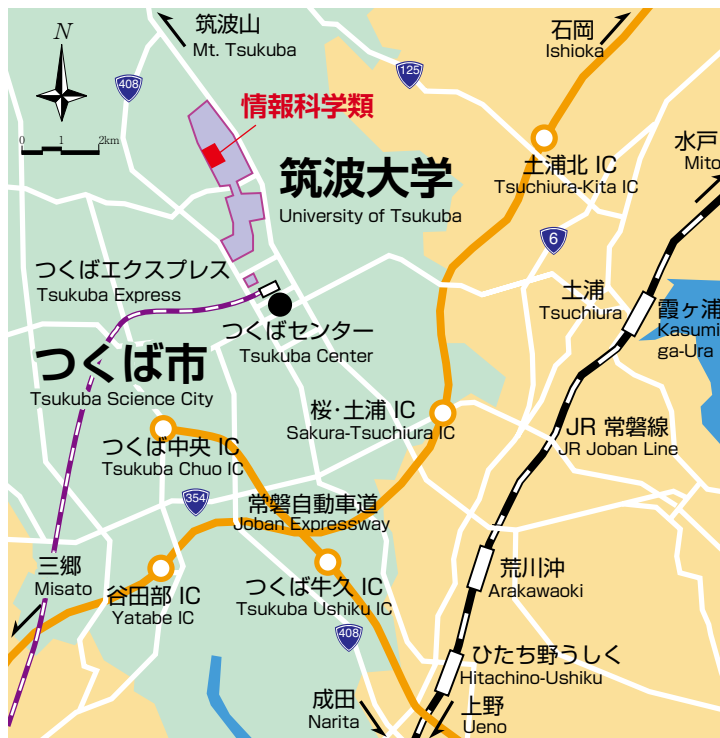 筑波山
Mt. Tsukuba
石岡
Ishioka
N
408
125
情報科学類
0 1 2km
水戸
Mito
土浦北 IC
Tsuchiura-Kita IC
筑波大学
University of Tsukuba
6
つくばエクスプレス
Tsukuba Express
土浦
Tsuchiura
霞ヶ浦
Kasumi
ga-Ura
つくばセンター
Tsukuba Center
つくば市
Tsukuba Science City
桜・土浦 IC
Sakura-Tsuchiura IC
JR 常磐線
JR Joban Line
つくば中央 IC
Tsukuba Chuo IC
354
常磐自動車道
Joban Expressway
三郷
Misato
谷田部 IC
Yatabe IC
つくば牛久 IC
Tsukuba Ushiku IC
荒川沖
Arakawaoki
408
ひたち野うしく
Hitachino-Ushiku
成田
Narita
上野
Ueno